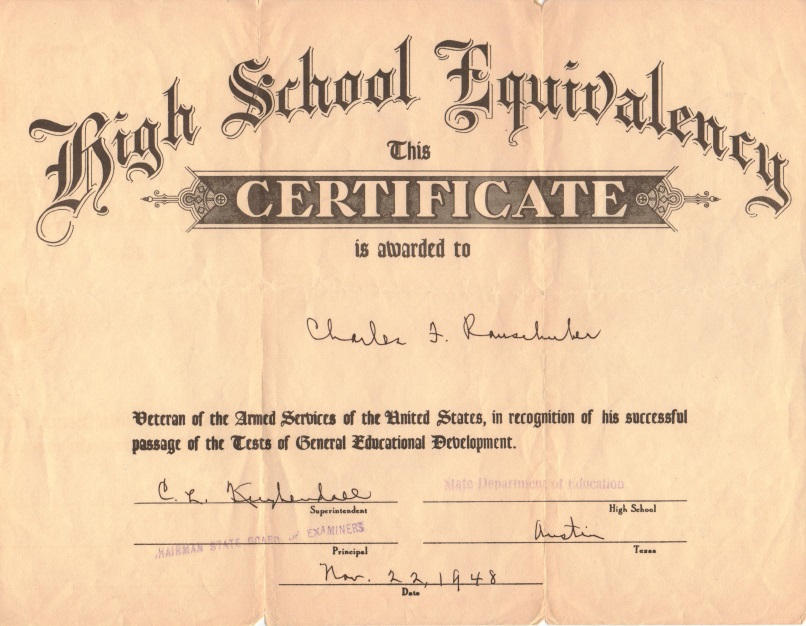 High School Equivalency
This
CERTIFICATE
is awarded to
Charles F. Rauschuber
Veteran of the Armed Services of the United States, in recognition of his successful
passage of the Tests of General Educational Development.
C. L. Kuykendall State Department of Education
Superintendent High School
HAIRMAN STATE BOARD of EXAMINERS Austin
Principal Texas
Nov. 22, 1948
Date